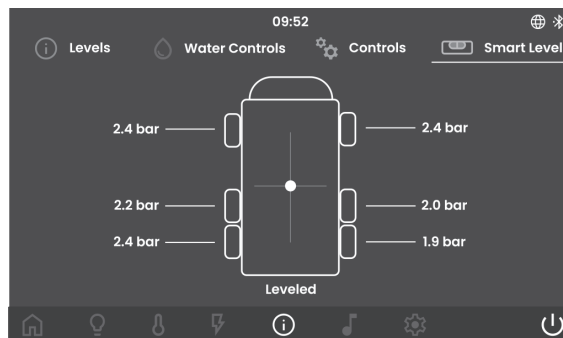 09:52
Levels Water Controls Controls Smart Level
2.4 bar 2.4 bar
2.2 bar 2.0 bar
2.4 bar 1.9 bar
Leveled